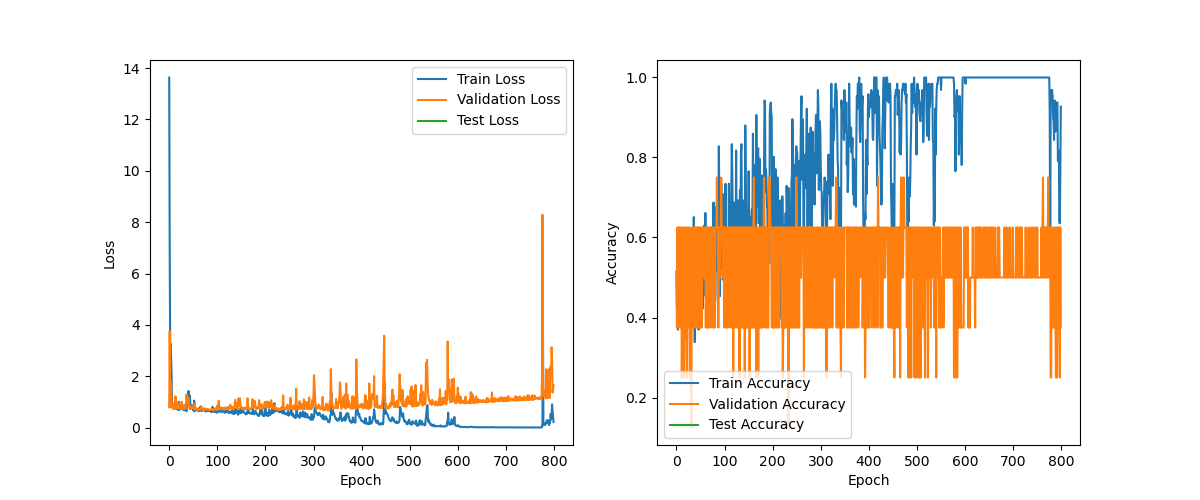 14
12
10
8
6
4
2
0
Loss
0 100 200 300 400 500 600 700 800
Epoch
Train Loss
Validation Loss
Test Loss
1.0
0.8
0.6
0.4
0.2
Accuracy
0 100 200 300 400 500 600 700 800
Epoch
Train Accuracy
Validation Accuracy
Test Accuracy